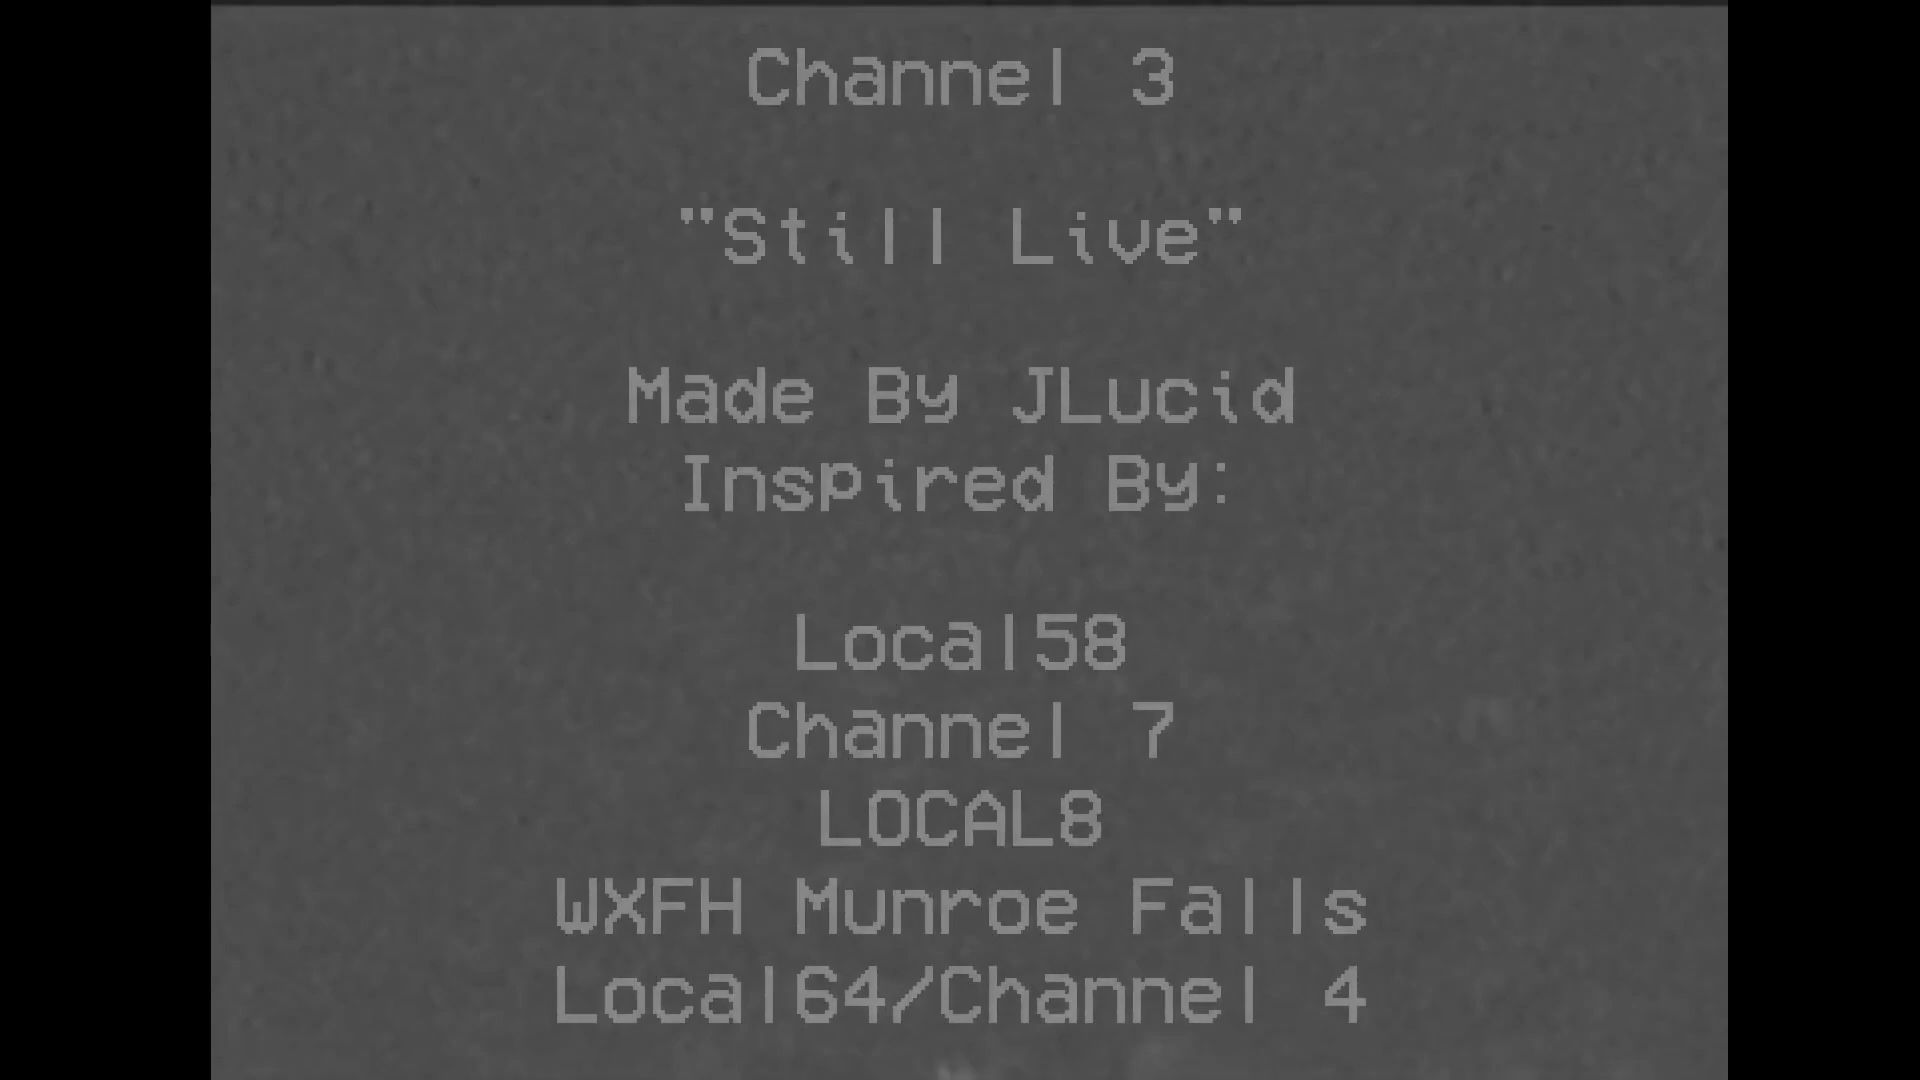 Channel 3
"Still Live"
Made By JLucid
Inspired By:
Local58
Channel 7
LOCAL8
WXFH Munroe Falls
Local64/Channel 4